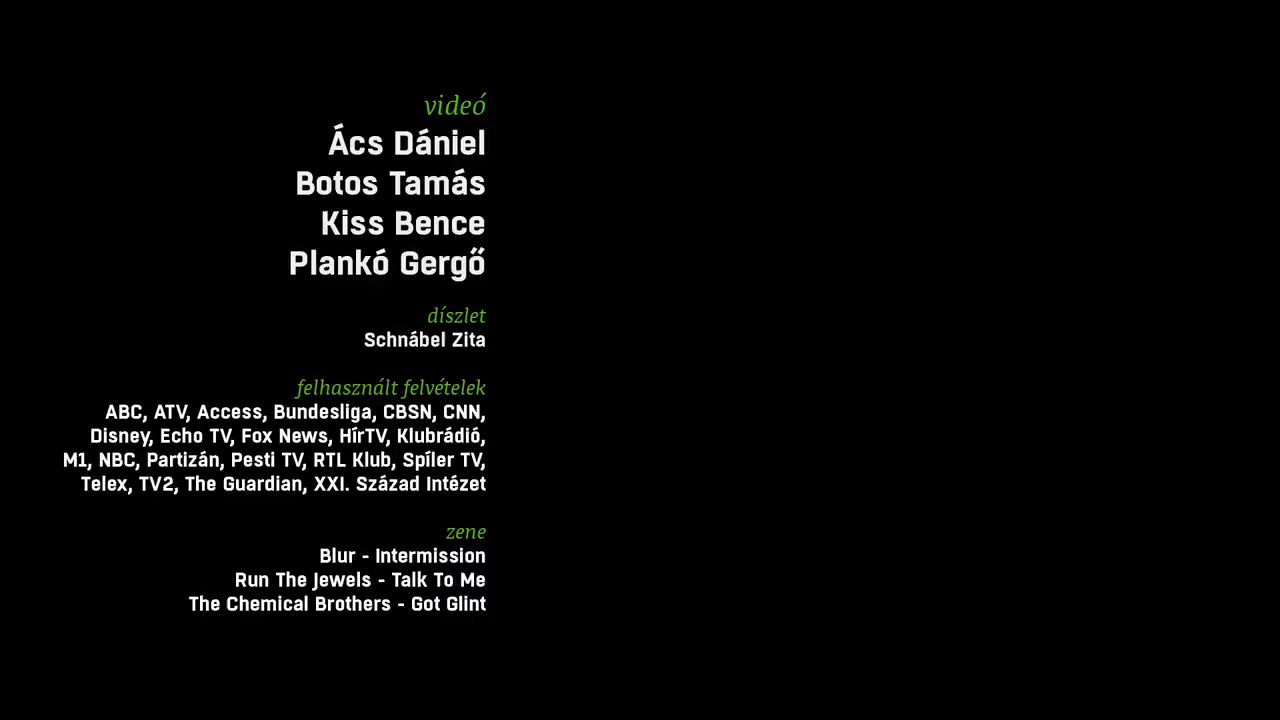 videó
Ács Dániel
Botos Tamás
Kiss Bence
Plankó Gergő
díszlet
Schnábel Zita
felhasznált felvételek
ABC, ATV, Access, Bundesliga, CBSN, CNN,
Disney, Echo TV, Fox News, HírTV, Klubrádió,
M1, NBC, Partizán, Pesti TV, RTL Klub, Spíler TV,
Telex, TV2, The Guardian, XXI. Század Intézet
zene
Blur - Intermission
Run The Jewels - Talk To Me
The Chemical Brothers - Got Glint